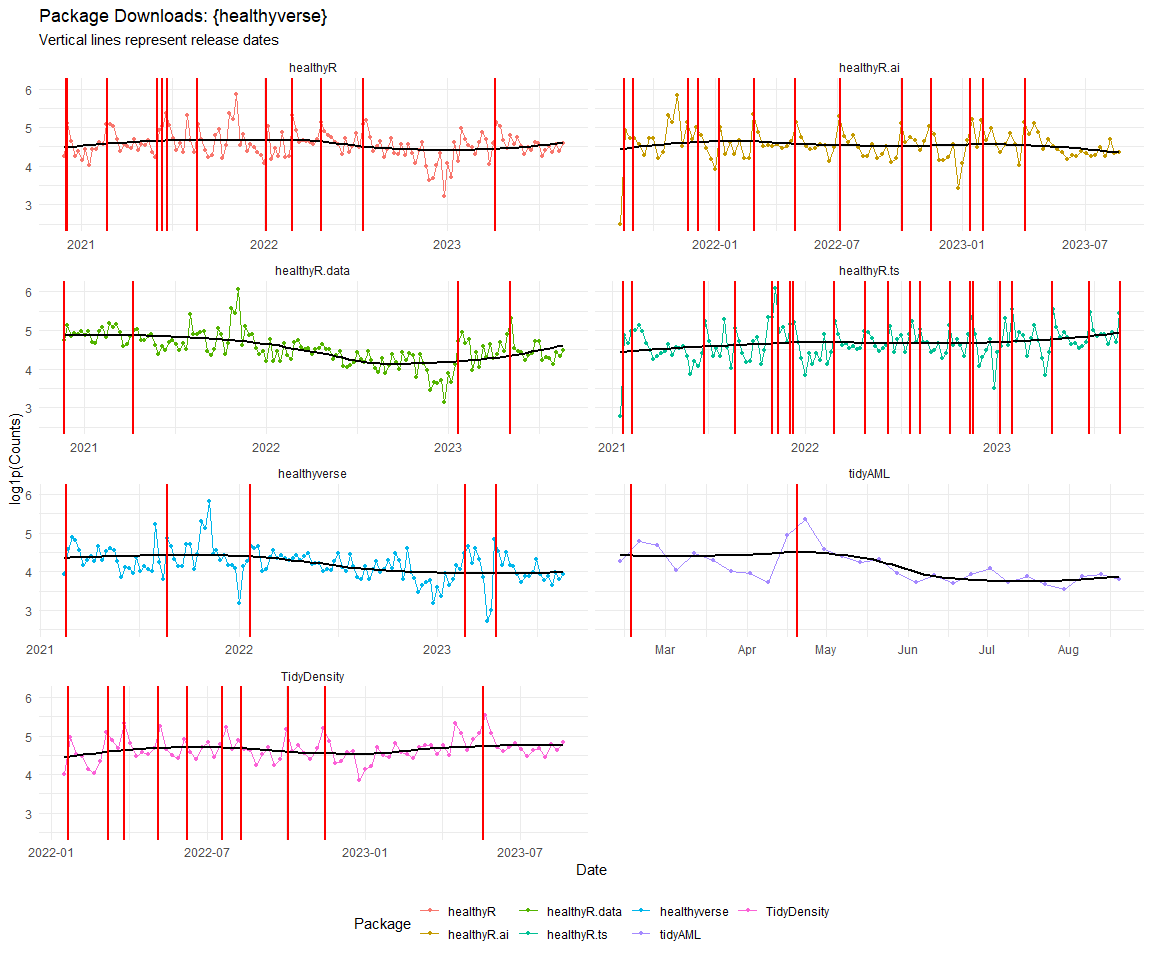 Package Downloads: {healthyverse}
Vertical lines represent release dates
healthyR
healthyR.ai
6
5
4
3
2021
2022
2023
2022-01
2022-07
2023-01
2023-07
healthyR.data
healthyR.ts
6
5
4
3
2021
2022
2023
2021
2022
2023
log1p(Counts)
healthyverse
tidyAML
6
5
4
3
2021
2022
2023
Mar
Apr
May
Jun
Jul
Aug
TidyDensity
6
5
4
3
2022-01
2022-07
2023-01
2023-07
Date
Package
healthyR
healthyR.data
healthyverse
TidyDensity
healthyR.ai
healthyR.ts
tidyAML